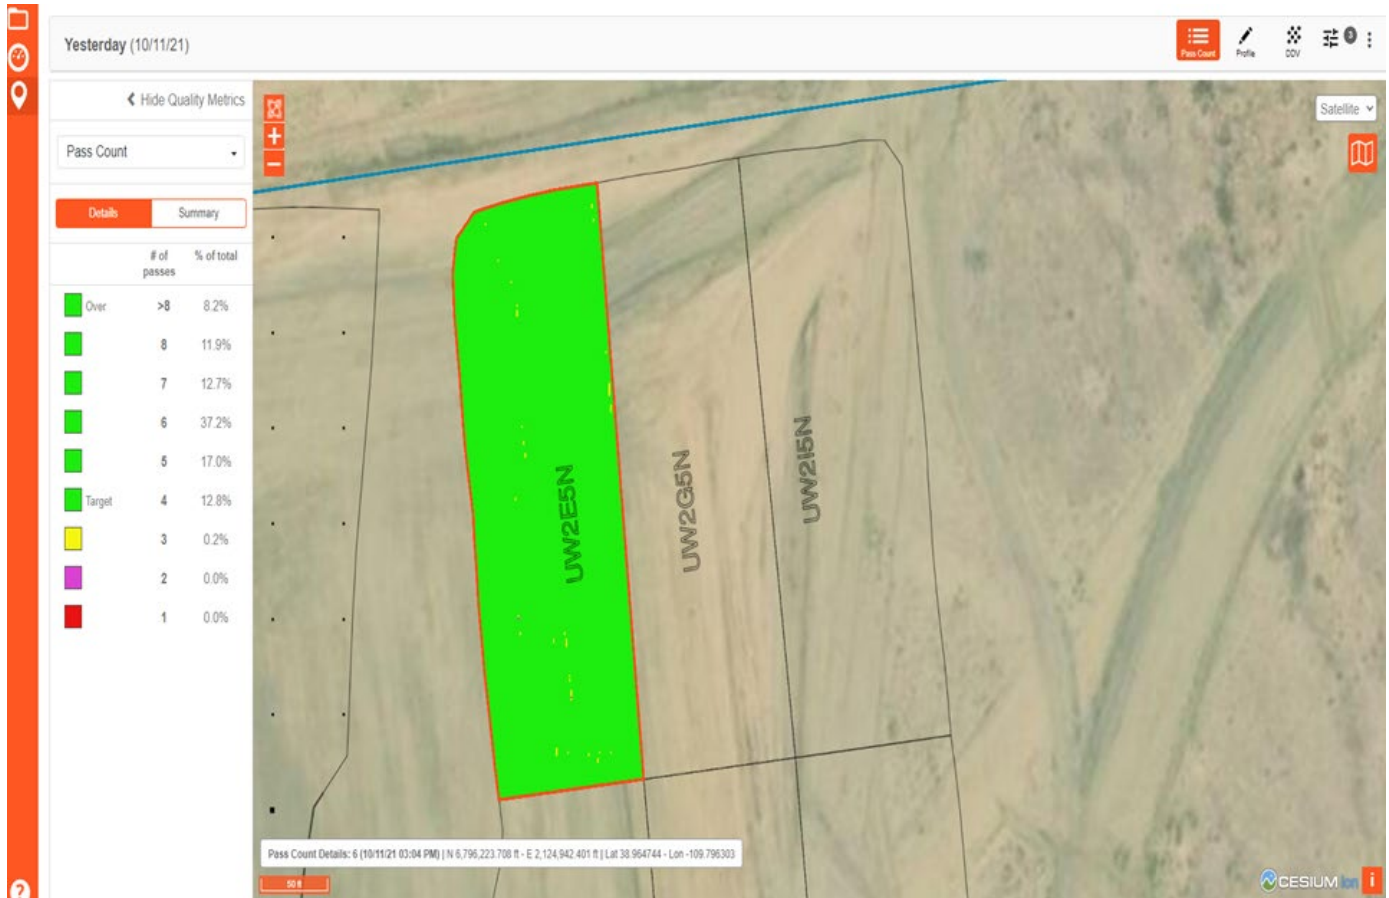 Yesterday (10/11/21)
Pass Count
Profile
CCV
3
Hide Quality Metrics
Pass Count
Details Summary
# of passes % of total
Over >8 8.2%
8 11.9%
7 12.7%
6 37.2%
5 17.0%
Target 4 12.8%
3 0.2%
2 0.0%
1 0.0%
Satellite
UW2E5N
UW2G5N
UW2I5N
Pass Count Details: 6 (10/11/21 03:04 PM) | N 6,796,223.708 ft - E 2,124,942.401 ft | Lat 38.964744 - Lon -109.796303
50 ft
CESIUM ion